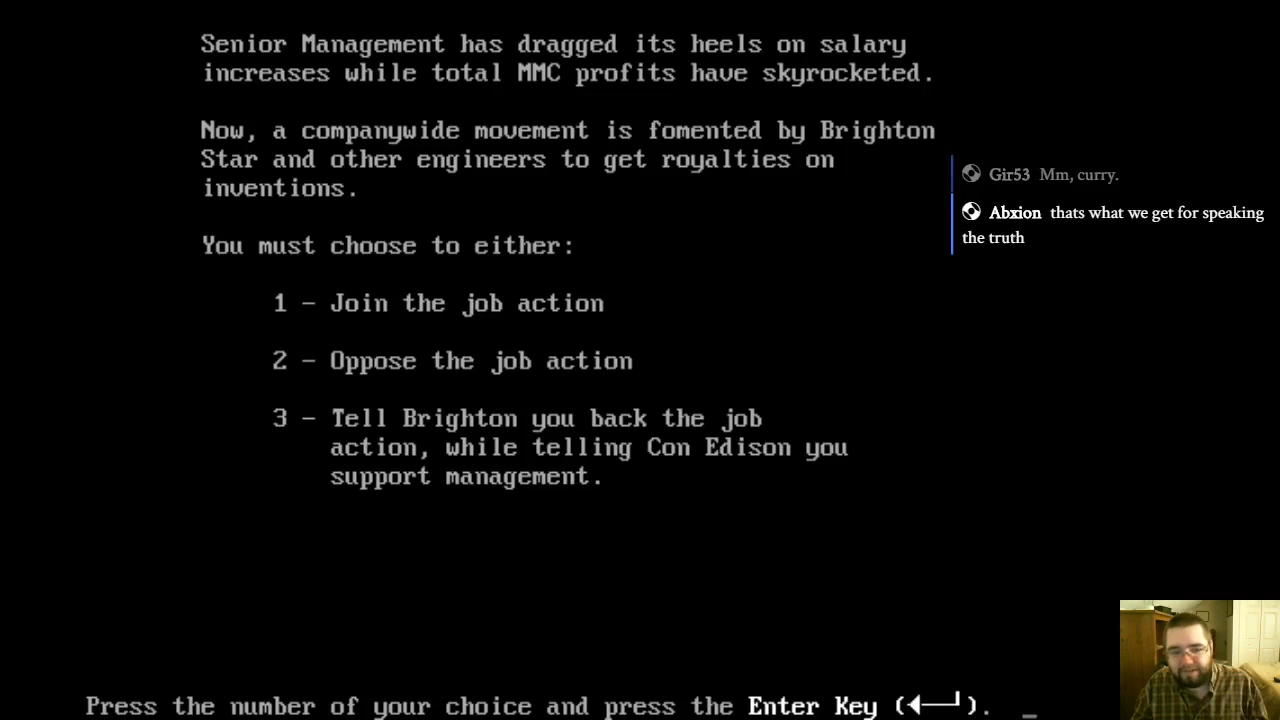 Senior Management has dragged its heels on salary
increases while total MMC profits have skyrocketed.
Now, a companywide movement is fomented by Brighton
Star and other engineers to get royalties on
inventions.
You must choose to either:
1 - Join the job action
2 - Oppose the job action
3 - Tell Brighton you back the job
action, while telling Con Edison you
support management.
Press the number of your choice and press the Enter Key (◄─┘). _
Gir53 Mm, curry.
Abxion thats what we get for speaking
the truth